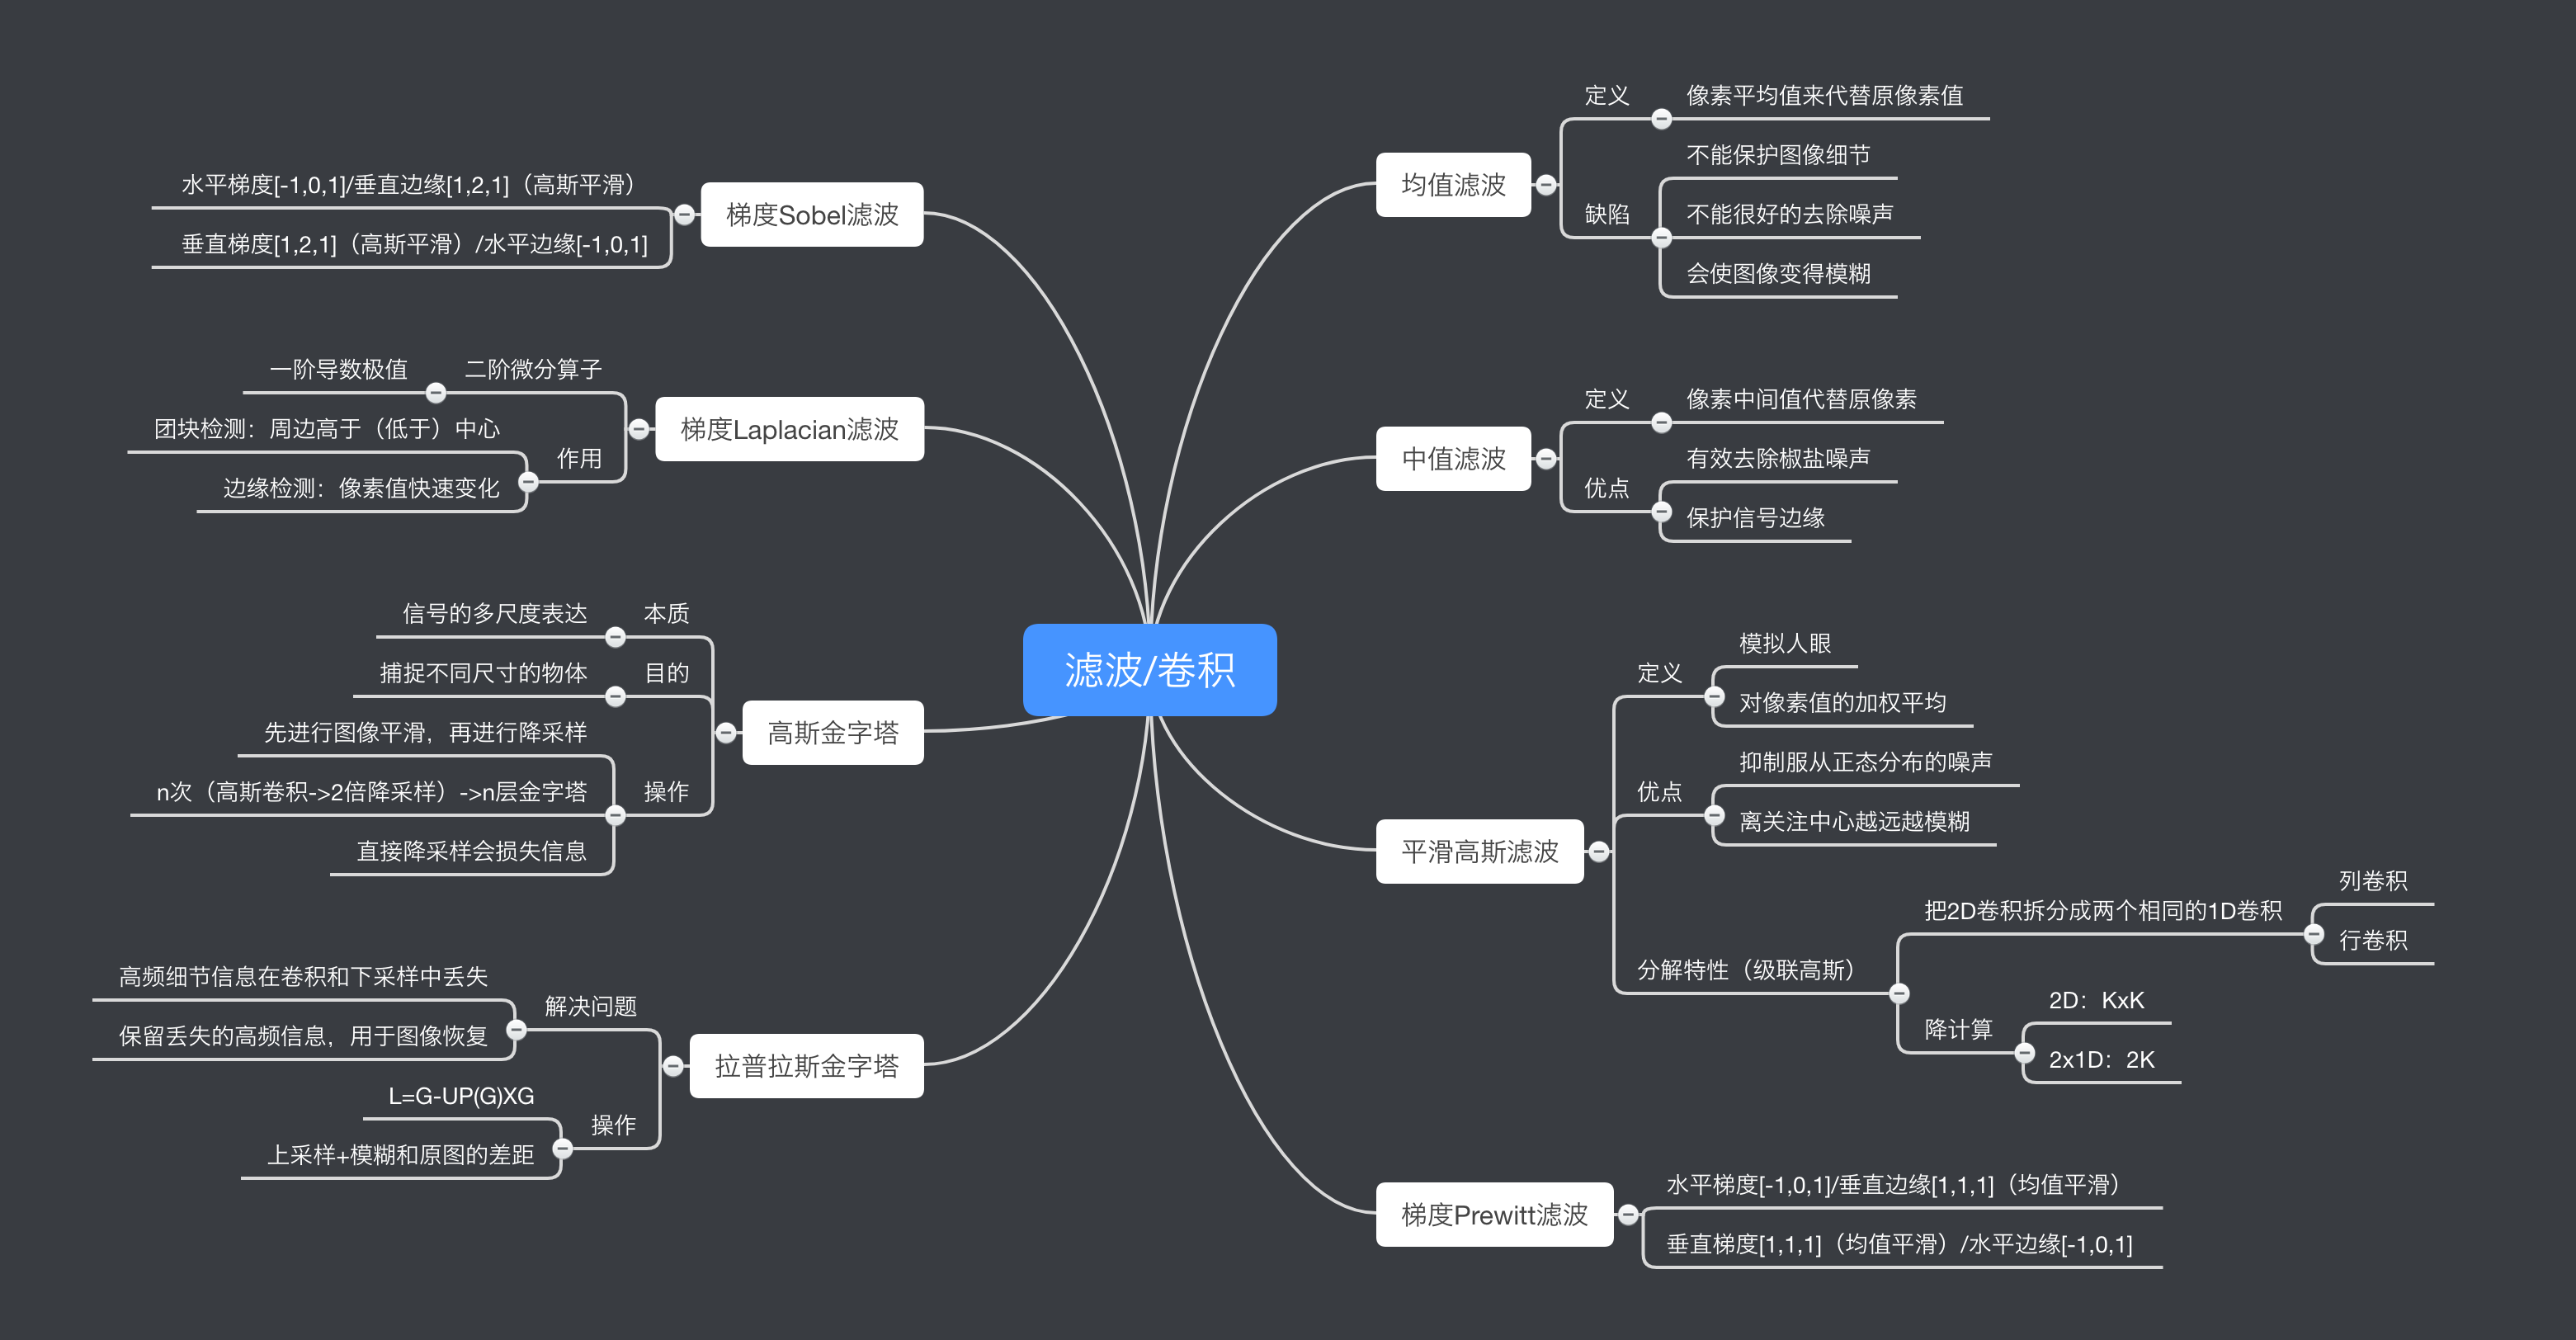 滤波/卷积
均值滤波
定义
像素平均值来代替原像素值
缺陷
不能保护图像细节
不能很好的去除噪声
会使图像变得模糊
中值滤波
定义
像素中间值代替原像素
优点
有效去除椒盐噪声
保护信号边缘
平滑高斯滤波
定义
模拟人眼
对像素值的加权平均
优点
抑制服从正态分布的噪声
离关注中心越远越模糊
分解特性（级联高斯）
把2D卷积拆分成两个相同的1D卷积
列卷积
行卷积
降计算
2D：KxK
2x1D：2K
梯度Prewitt滤波
水平梯度[-1,0,1]/垂直边缘[1,1,1]（均值平滑）
垂直梯度[1,1,1]（均值平滑）/水平边缘[-1,0,1]
梯度Sobel滤波
水平梯度[-1,0,1]/垂直边缘[1,2,1]（高斯平滑）
垂直梯度[1,2,1]（高斯平滑）/水平边缘[-1,0,1]
梯度Laplacian滤波
二阶微分算子
一阶导数极值
作用
团块检测：周边高于（低于）中心
边缘检测：像素值快速变化
高斯金字塔
本质
信号的多尺度表达
目的
捕捉不同尺寸的物体
操作
先进行图像平滑，再进行降采样
n次（高斯卷积->2倍降采样）->n层金字塔
直接降采样会损失信息
拉普拉斯金字塔
解决问题
高频细节信息在卷积和下采样中丢失
保留丢失的高频信息，用于图像恢复
操作
L=G-UP(G)XG
上采样+模糊和原图的差距